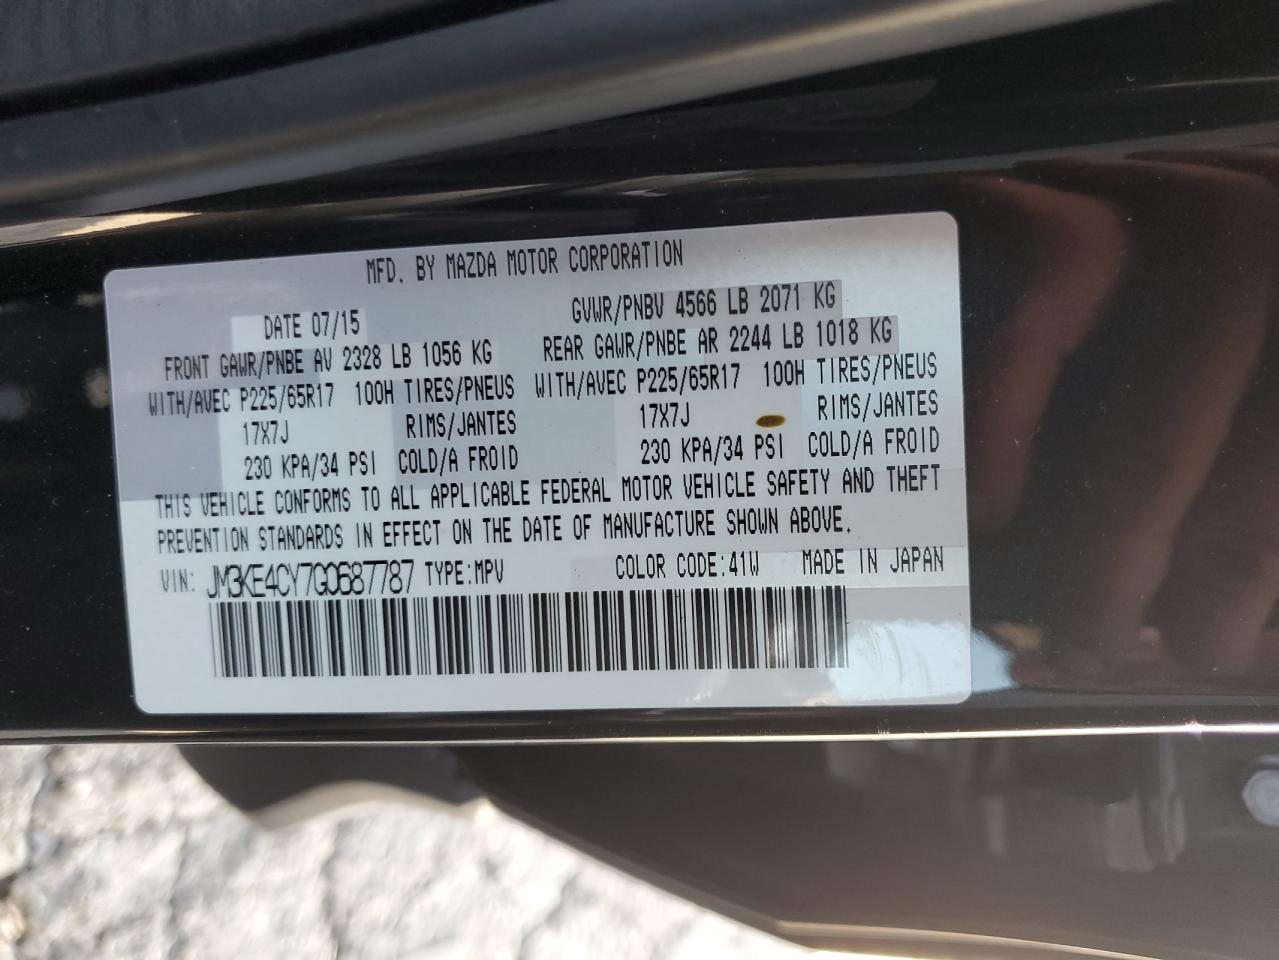 MFD. BY MAZDA MOTOR CORPORATION
DATE 07/15 GVWR/PNBV 4566 LB 2071 KG
FRONT GAWR/PNBE AV 2328 LB 1056 KG REAR GAWR/PNBE AR 2244 LB 1018 KG
WITH/AVEC P225/65R17 100H TIRES/PNEUS WITH/AVEC P225/65R17 100H TIRES/PNEUS
17X7J RIMS/JANTES 17X7J RIMS/JANTES
230 KPA/34 PSI COLD/A FROID 230 KPA/34 PSI COLD/A FROID
THIS VEHICLE CONFORMS TO ALL APPLICABLE FEDERAL MOTOR VEHICLE SAFETY AND THEFT
PREVENTION STANDARDS IN EFFECT ON THE DATE OF MANUFACTURE SHOWN ABOVE.
VIN: JM3KE4CY7G0687787 TYPE:MPV COLOR CODE:41W MADE IN JAPAN